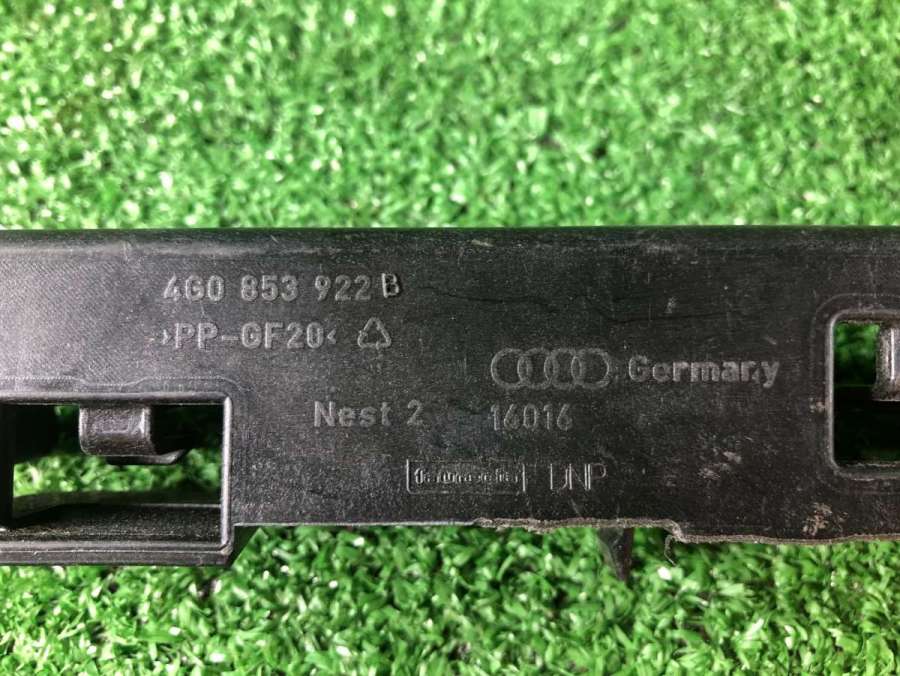 4G0 853 922 B
>PP-GF20<
Germany
Nest 2 16016
DNP